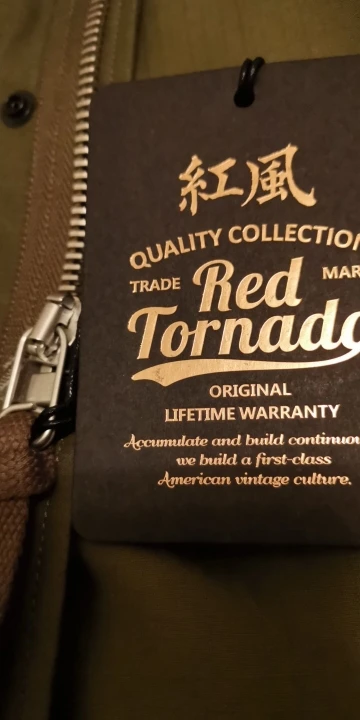 紅風
QUALITY COLLECTION
TRADE MAR
Red
Tornado
ORIGINAL
LIFETIME WARRANTY
Accumulate and build continuou
we build a first-class
American vintage culture.